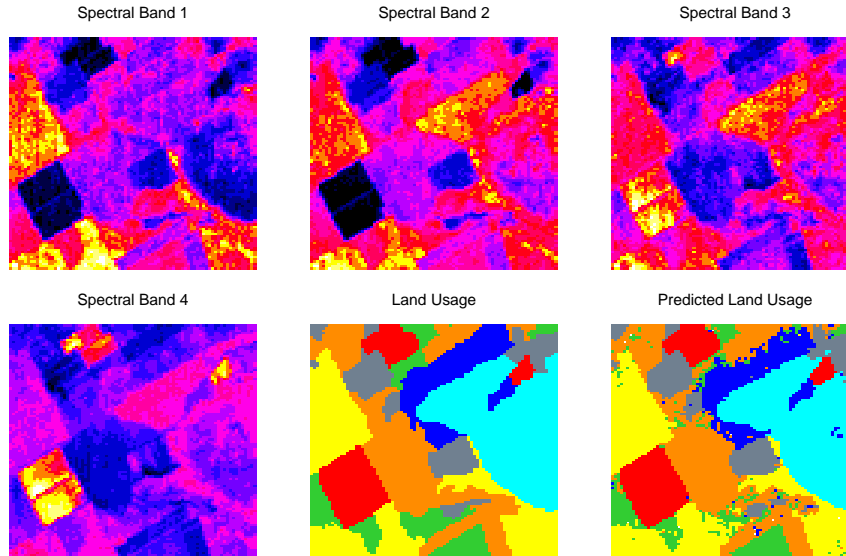 Spectral Band 1
Spectral Band 2
Spectral Band 3
Spectral Band 4
Land Usage
Predicted Land Usage